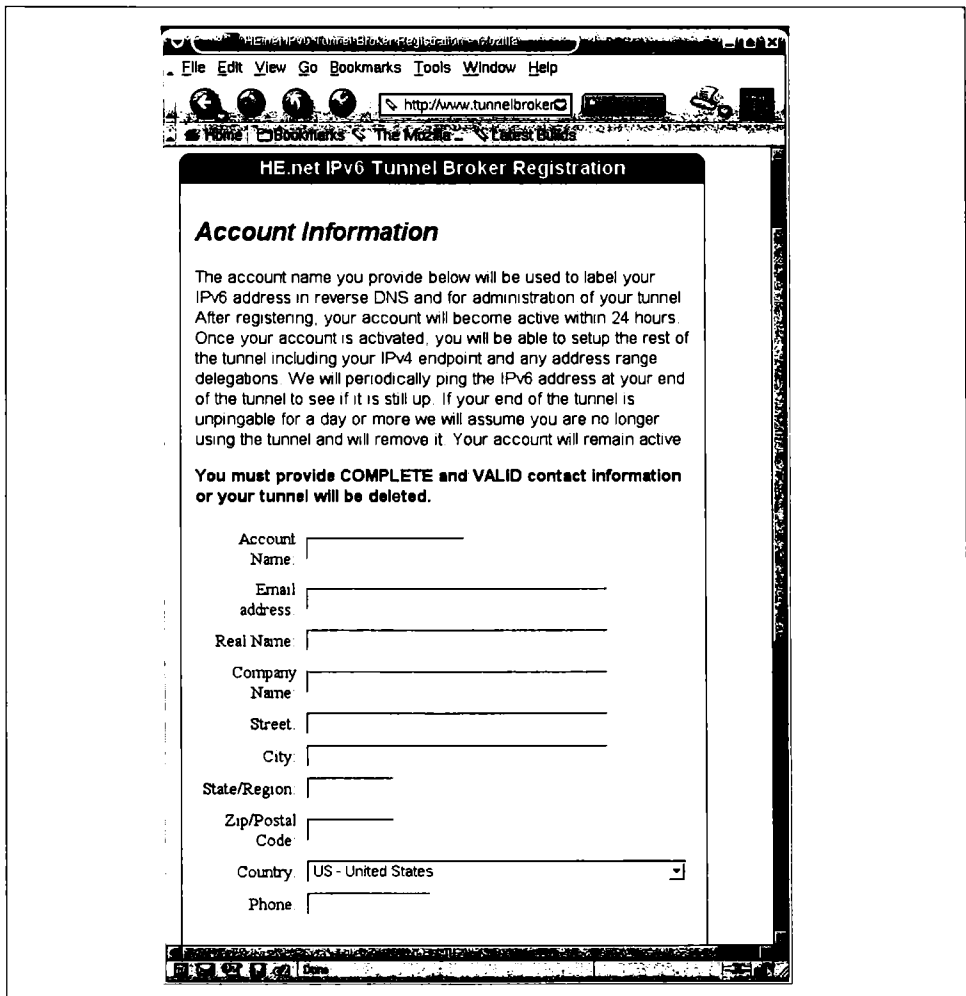 HE.net IPv6 Tunnel Broker Registration - Mozilla
File Edit View Go Bookmarks Tools Window Help
http://www.tunnelbroker
Home Bookmarks The Mozilla ... Latest Builds
HE.net IPv6 Tunnel Broker Registration
Account Information
The account name you provide below will be used to label your
IPv6 address in reverse DNS and for administration of your tunnel
After registering, your account will become active within 24 hours.
Once your account is activated, you will be able to setup the rest of
the tunnel including your IPv4 endpoint and any address range
delegations. We will periodically ping the IPv6 address at your end
of the tunnel to see if it is still up. If your end of the tunnel is
unpingable for a day or more we will assume you are no longer
using the tunnel and will remove it. Your account will remain active
You must provide COMPLETE and VALID contact information
or your tunnel will be deleted.
Account
Name:
Email
address:
Real Name:
Company
Name:
Street:
City:
State/Region:
Zip/Postal
Code:
Country: US - United States
Phone:
Done